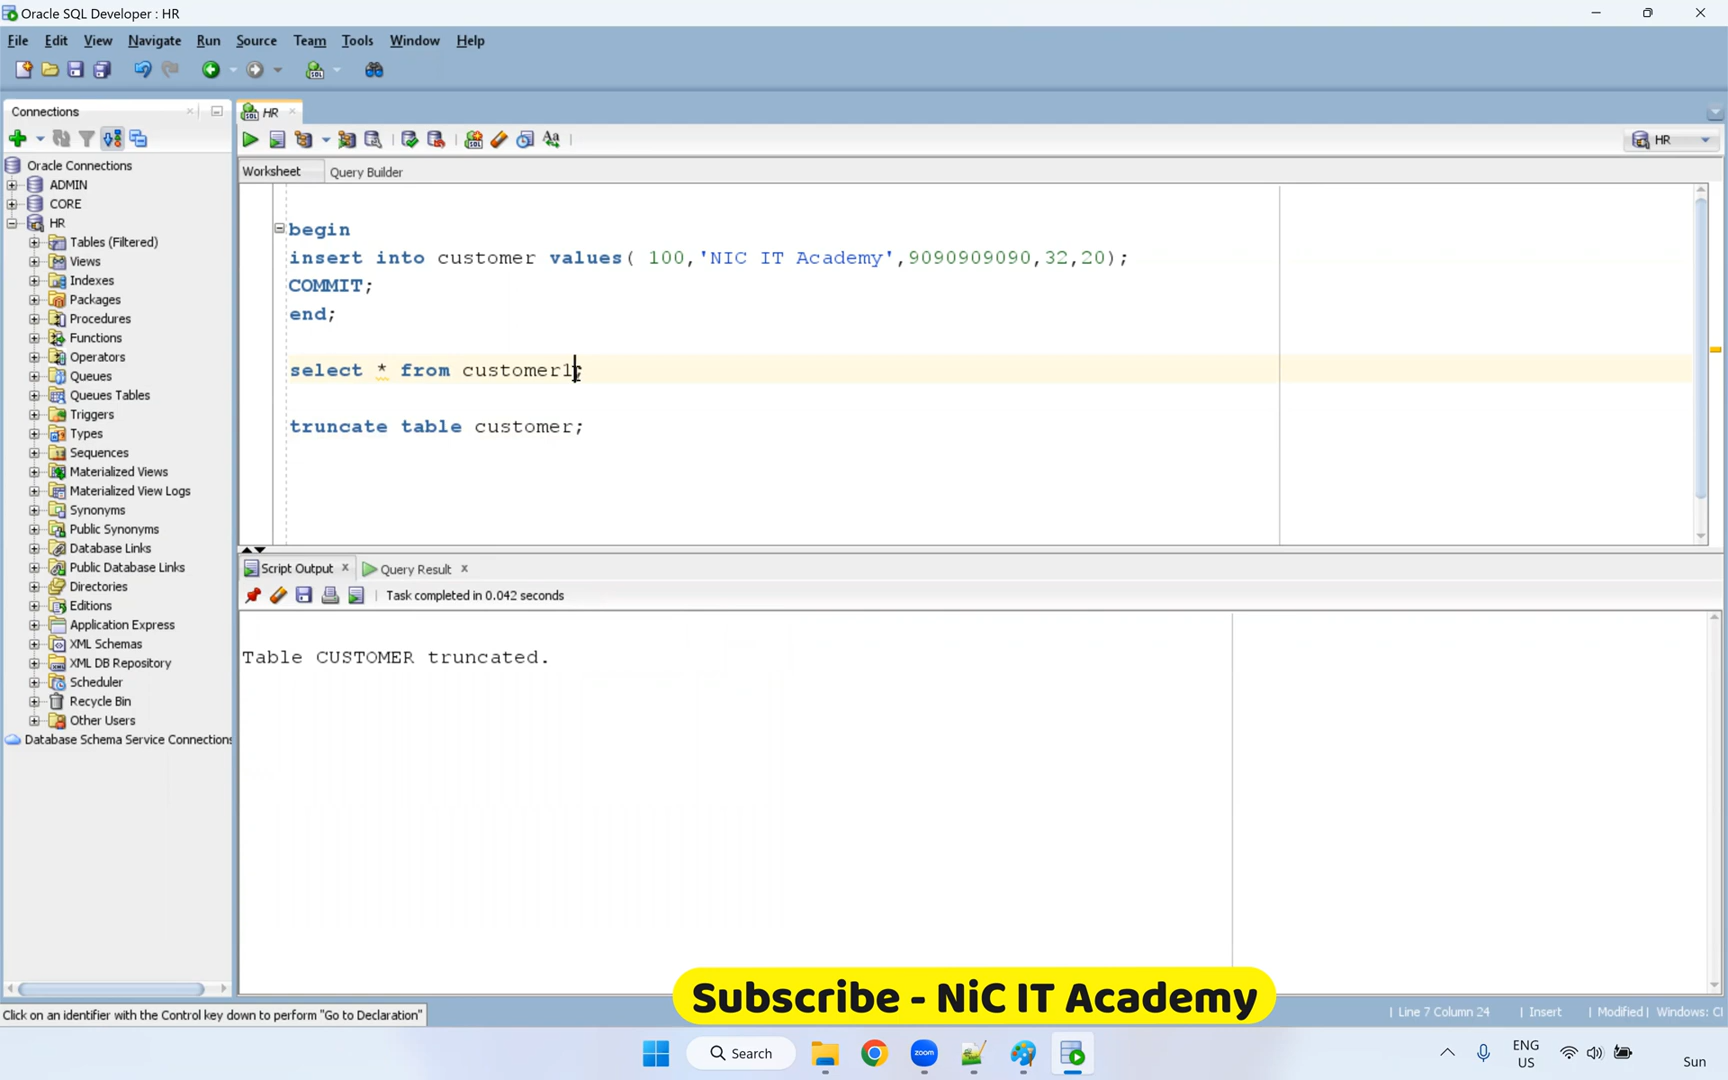 Oracle SQL Developer : HR
File Edit View Navigate Run Source Team Tools Window Help
Connections
HR
HR
Oracle Connections
ADMIN
CORE
HR
Tables (Filtered)
Views
Indexes
Packages
Procedures
Functions
Operators
Queues
Queues Tables
Triggers
Types
Sequences
Materialized Views
Materialized View Logs
Synonyms
Public Synonyms
Database Links
Public Database Links
Directories
Editions
Application Express
XML Schemas
XML DB Repository
Scheduler
Recycle Bin
Other Users
Database Schema Service Connections
Worksheet Query Builder
begin
insert into customer values( 100,'NIC IT Academy',9090909090,32,20);
COMMIT;
end;
select * from customer1;
truncate table customer;
Script Output Query Result
Task completed in 0.042 seconds
Table CUSTOMER truncated.
Subscribe - NiC IT Academy
Click on an identifier with the Control key down to perform "Go to Declaration"
Line 7 Column 24 Insert Modified Windows: Cl
Search
zoom
ENG
US
Sun